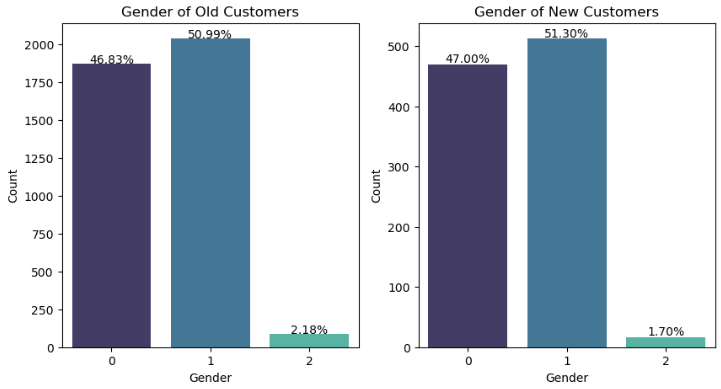 Gender of Old Customers
2000
1750
1500
1250
1000
750
500
250
0
Count
46.83%
50.99%
2.18%
0 1 2
Gender
Gender of New Customers
500
400
300
200
100
0
Count
47.00%
51.30%
1.70%
0 1 2
Gender